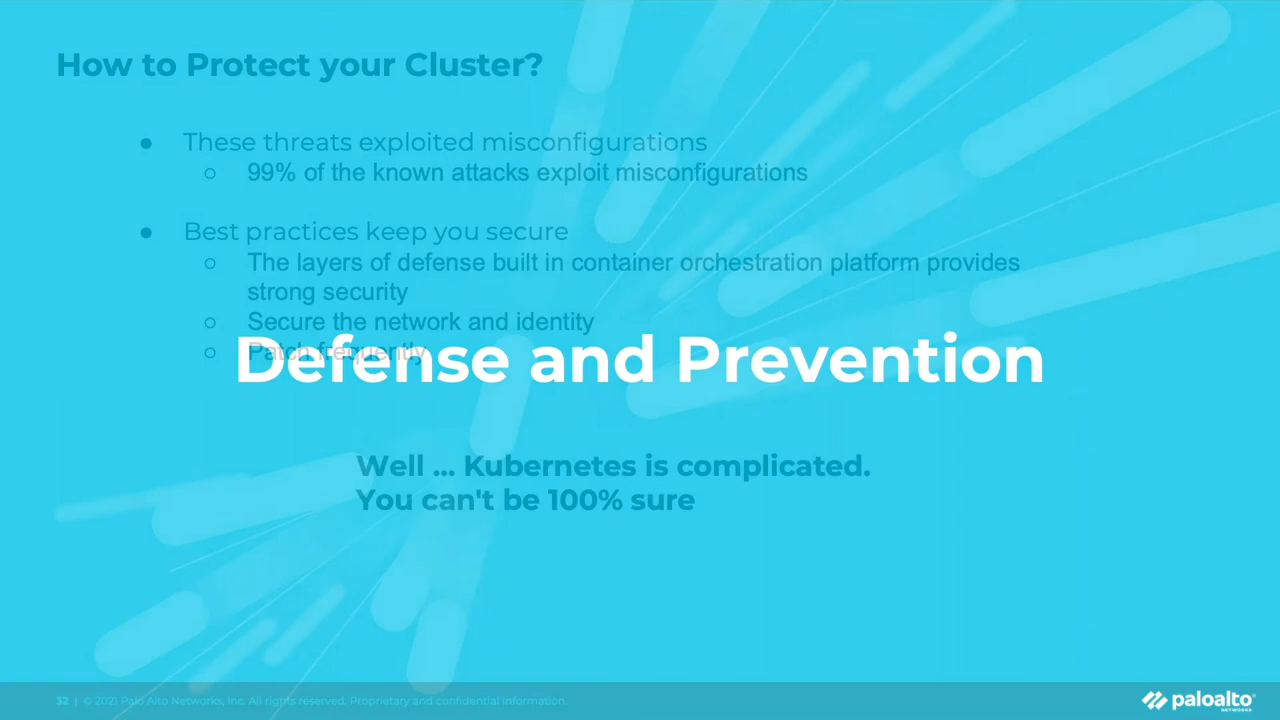 How to Protect your Cluster?
● These threats exploited misconfigurations
○ 99% of the known attacks exploit misconfigurations
● Best practices keep you secure
○ The layers of defense built in container orchestration platform provides
strong security
○ Secure the network and identity
○ Patch frequently
Defense and Prevention
Well ... Kubernetes is complicated.
You can't be 100% sure
32 | © 2021 Palo Alto Networks, Inc. All rights reserved. Proprietary and confidential information.
paloalto
NETWORKS